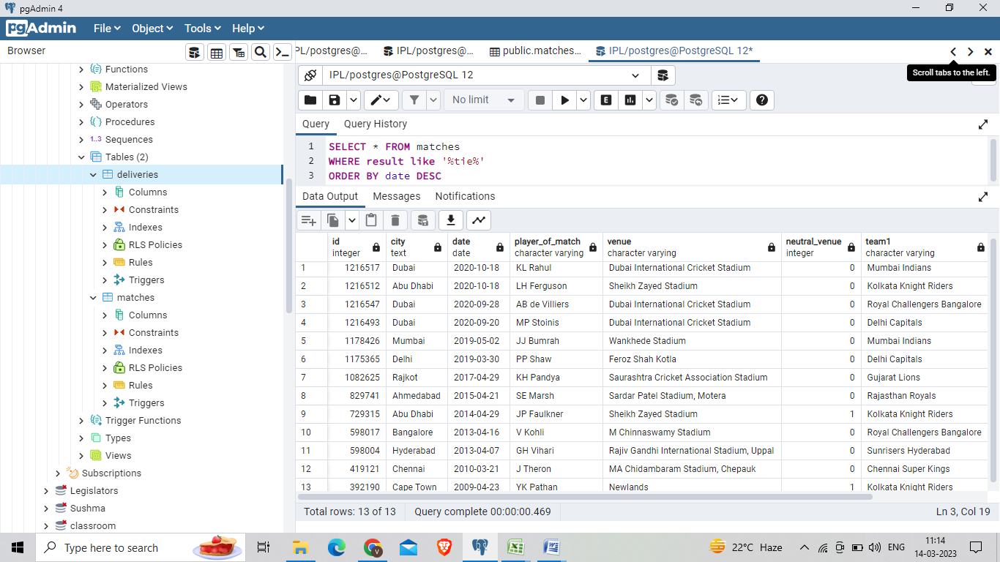 pgAdmin 4
pgAdmin File Object Tools Help
Browser
PL/postgres@... IPL/postgres@... public.matches... IPL/postgres@PostgreSQL 12*
Scroll tabs to the left.
IPL/postgres@PostgreSQL 12
No limit
E
Query Query History
1 SELECT * FROM matches
2 WHERE result like '%tie%'
3 ORDER BY date DESC
Data Output Messages Notifications
id city date player_of_match venue neutral_venue team1
integer text date character varying character varying integer character varying
1 1216517 Dubai 2020-10-18 KL Rahul Dubai International Cricket Stadium 0 Mumbai Indians
2 1216512 Abu Dhabi 2020-10-18 LH Ferguson Sheikh Zayed Stadium 0 Kolkata Knight Riders
3 1216547 Dubai 2020-09-28 AB de Villiers Dubai International Cricket Stadium 0 Royal Challengers Bangalore
4 1216493 Dubai 2020-09-20 MP Stoinis Dubai International Cricket Stadium 0 Delhi Capitals
5 1178426 Mumbai 2019-05-02 JJ Bumrah Wankhede Stadium 0 Mumbai Indians
6 1175365 Delhi 2019-03-30 PP Shaw Feroz Shah Kotla 0 Delhi Capitals
7 1082625 Rajkot 2017-04-29 KH Pandya Saurashtra Cricket Association Stadium 0 Gujarat Lions
8 829741 Ahmedabad 2015-04-21 SE Marsh Sardar Patel Stadium, Motera 0 Rajasthan Royals
9 729315 Abu Dhabi 2014-04-29 JP Faulkner Sheikh Zayed Stadium 1 Kolkata Knight Riders
10 598017 Bangalore 2013-04-16 V Kohli M Chinnaswamy Stadium 0 Royal Challengers Bangalore
11 598004 Hyderabad 2013-04-07 GH Vihari Rajiv Gandhi International Stadium, Uppal 0 Sunrisers Hyderabad
12 419121 Chennai 2010-03-21 J Theron MA Chidambaram Stadium, Chepauk 0 Chennai Super Kings
13 392190 Cape Town 2009-04-23 YK Pathan Newlands 1 Kolkata Knight Riders
Total rows: 13 of 13 Query complete 00:00:00.469 Ln 3, Col 19
Functions
Materialized Views
Operators
Procedures
1..3 Sequences
Tables (2)
deliveries
Columns
Constraints
Indexes
RLS Policies
Rules
Triggers
matches
Columns
Constraints
Indexes
RLS Policies
Rules
Triggers
Trigger Functions
Types
Views
Subscriptions
Legislators
Sushma
classroom
Type here to search
V
22°C Haze
ENG
11:14
14-03-2023